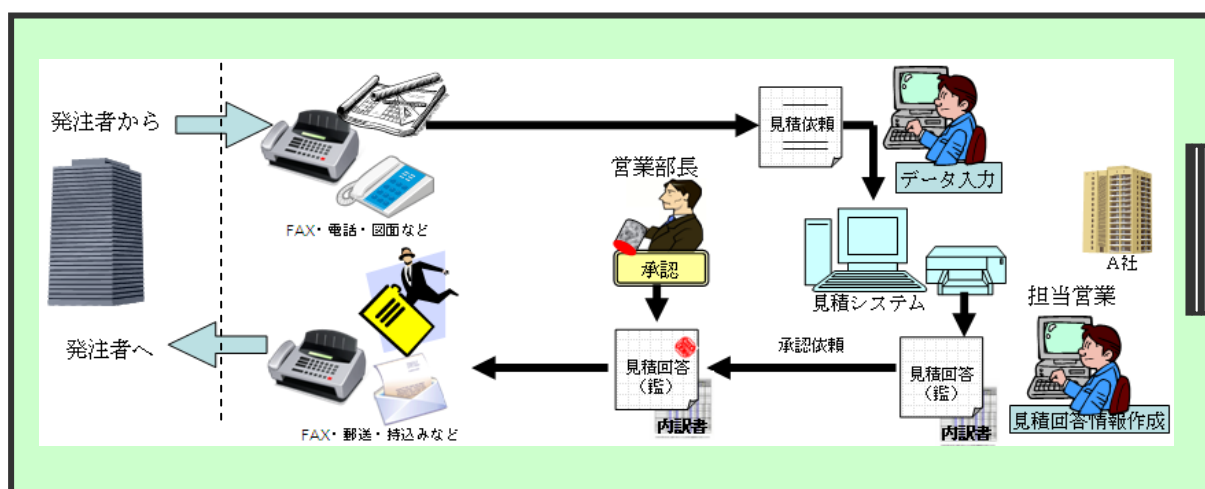 発注者から
FAX・電話・図面など
見積依頼
データ入力
営業部長
承認
見積システム
A社
担当営業
発注者へ
FAX・郵送・持込みなど
見積回答
(鑑)
内訳書
承認依頼
見積回答
(鑑)
内訳書
見積回答情報作成